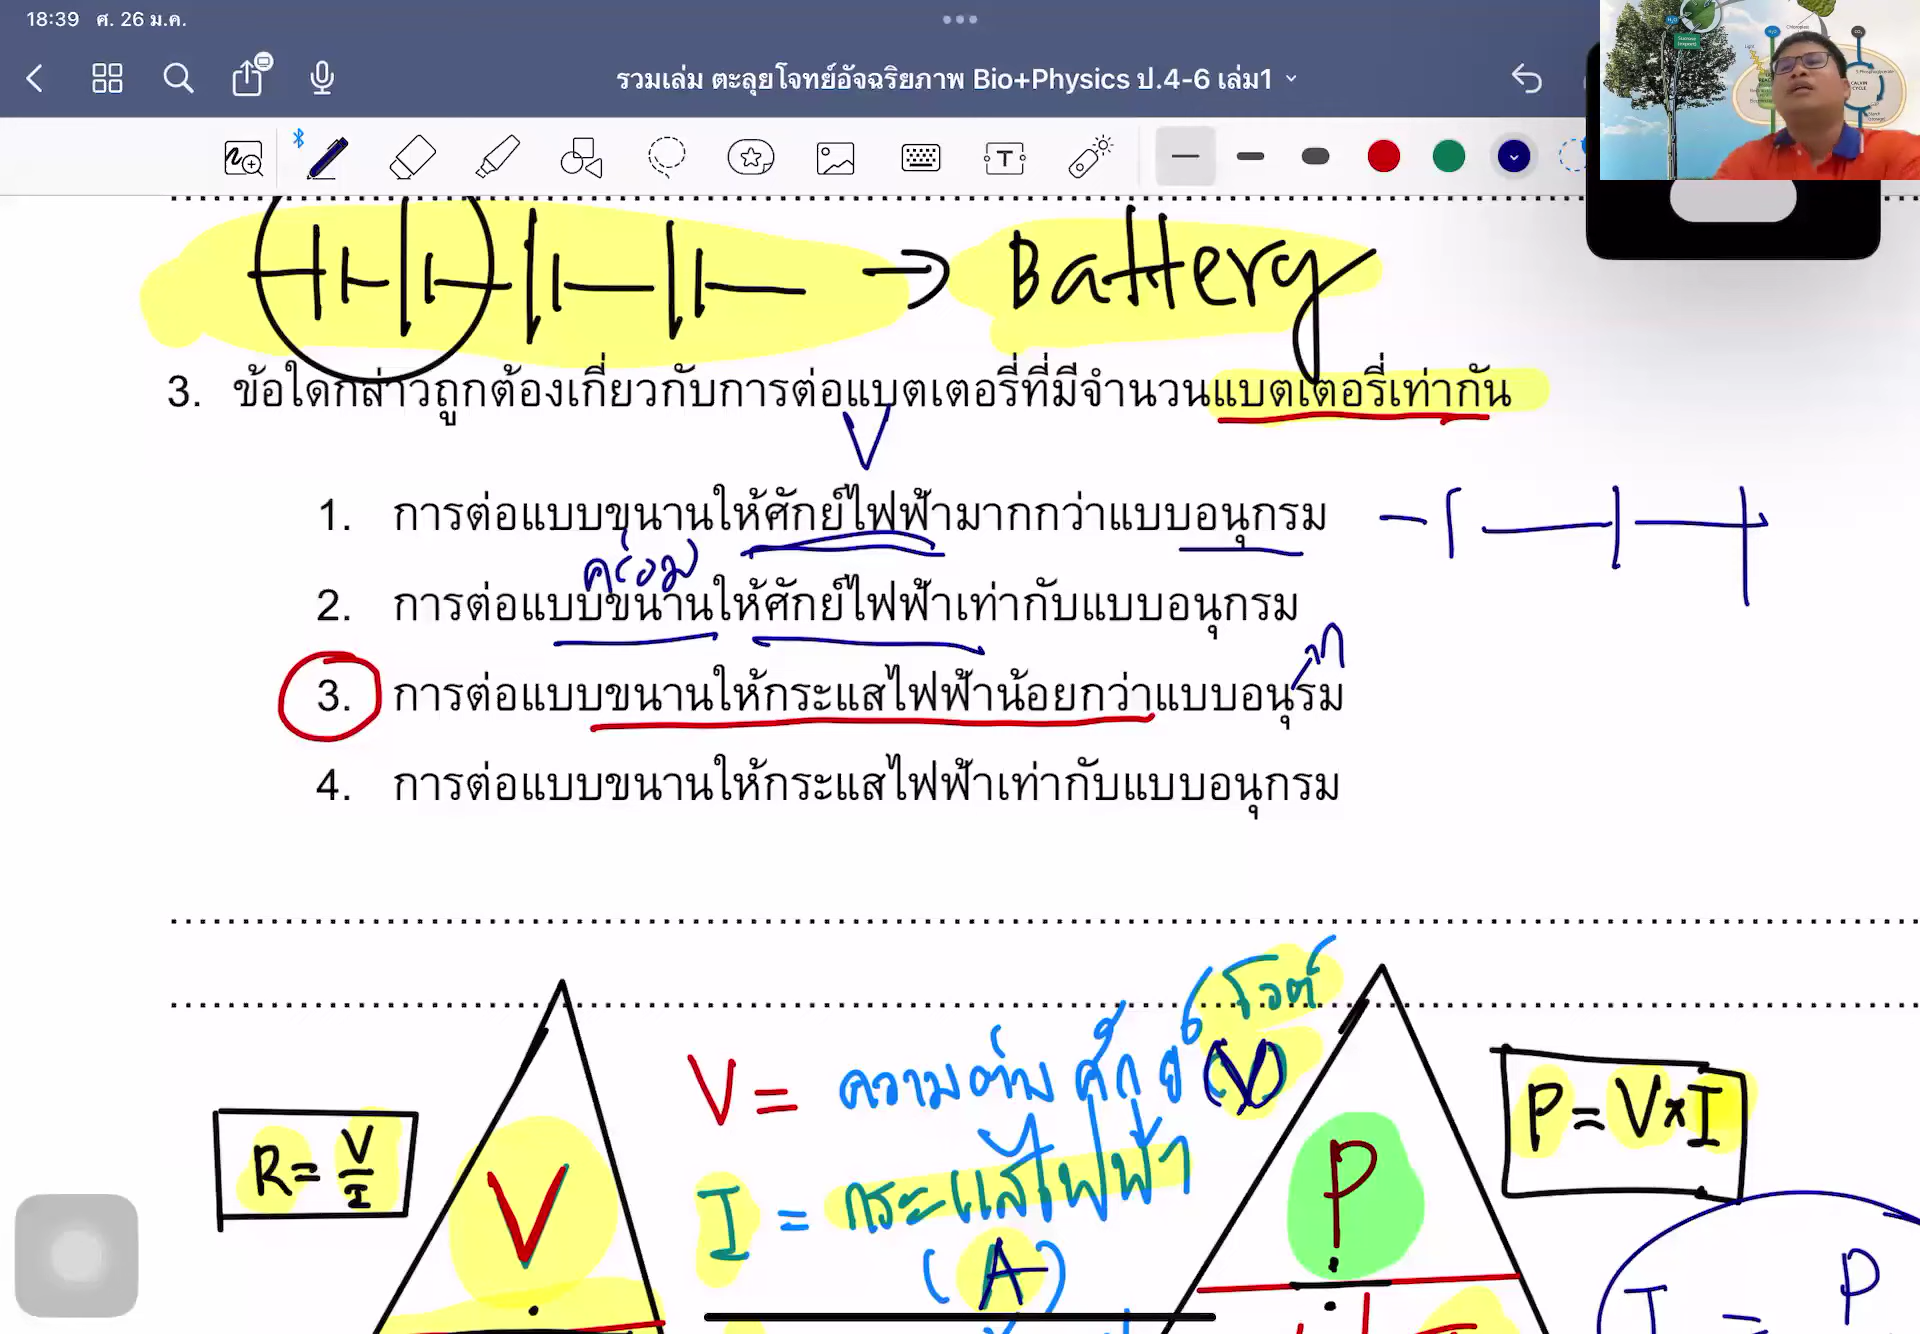 18:39 ศ. 26 ม.ค.
รวมเล่ม ตะลุยโจทย์อัจฉริยภาพ Bio+Physics ป.4-6 เล่ม1
Battery
3. ข้อใดกล่าวถูกต้องเกี่ยวกับการต่อแบตเตอรี่ที่มีจำนวนแบตเตอรี่เท่ากัน
V
1. การต่อแบบขนานให้ศักย์ไฟฟ้ามากกว่าแบบอนุกรม
คร่อม
2. การต่อแบบขนานให้ศักย์ไฟฟ้าเท่ากับแบบอนุกรม
ก
3. การต่อแบบขนานให้กระแสไฟฟ้าน้อยกว่าแบบอนุรม
4. การต่อแบบขนานให้กระแสไฟฟ้าเท่ากับแบบอนุกรม
โวต์
V = ความต่างศักย์ (V)
P = V × I
R = V/I
V
I = กระแสไฟฟ้า
P
(A)
I = P